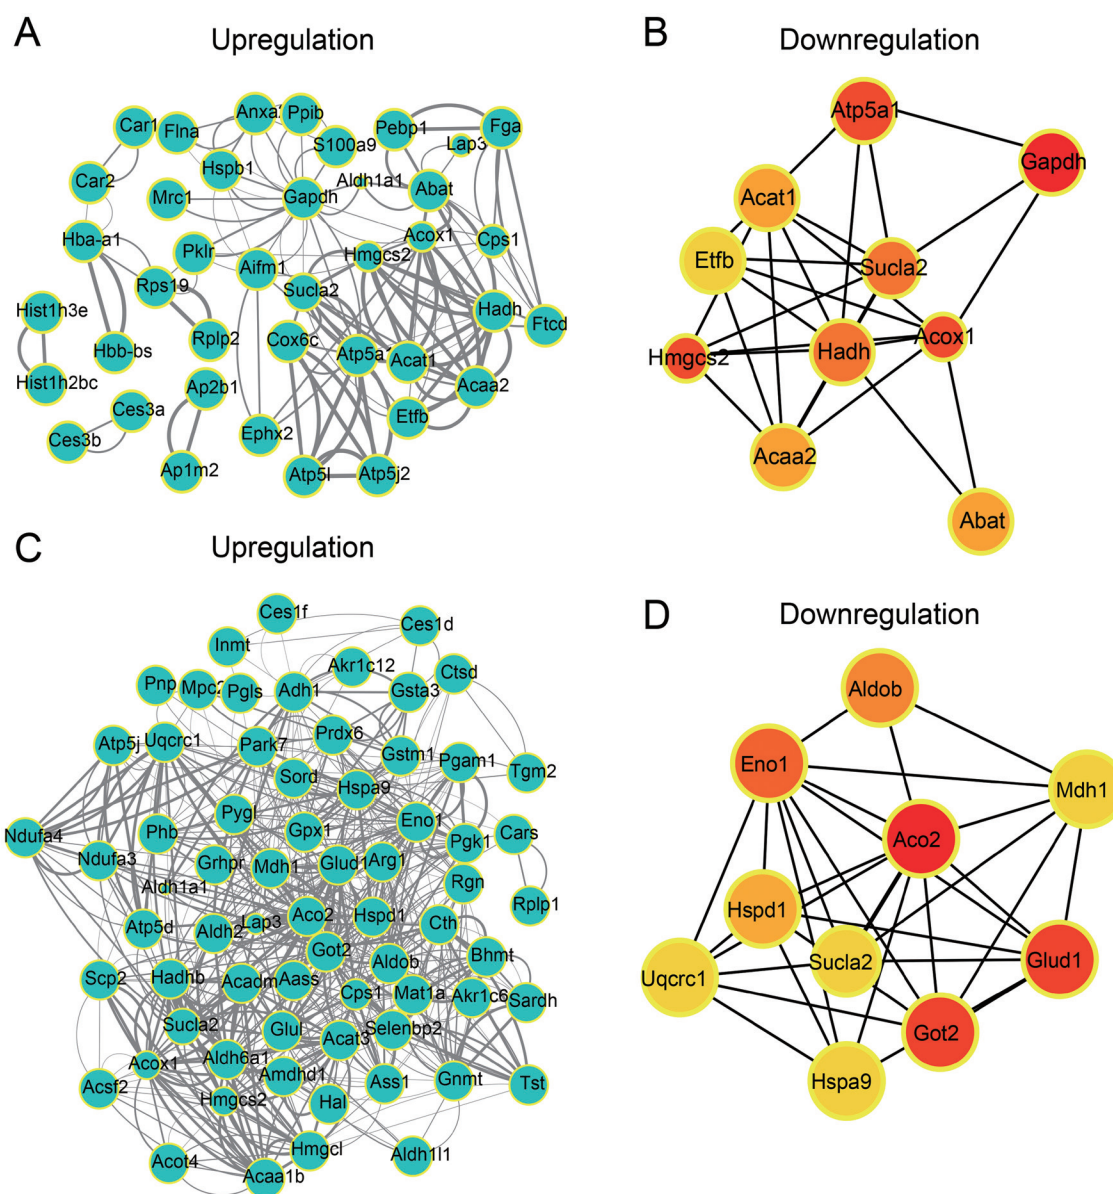 A
Upregulation
Car1
Flna
Anxa
Ppib
S100a9
Pebp1
Lap3
Fga
Car2
Hspb1
Mrc1
Gapdh
Aldh1a1
Abat
Hba-a1
Pklr
Aifm1
Hmgcs2
Acox1
Cps1
Rps19
Sucla2
Hist1h3e
Hbb-bs
Rplp2
Cox6c
Atp5a1
Acat1
Hadh
Ftcd
Hist1h2bc
Ap2b1
Acaa2
Ces3a
Ces3b
Etfb
Ephx2
Ap1m2
Atp5l
Atp5j2
B
Downregulation
Atp5a1
Gapdh
Acat1
Etfb
Sucla2
Hmgcs2
Hadh
Acox1
Acaa2
Abat
C
Upregulation
Ces1f
Ces1d
Inmt
Akr1c12
Ctsd
Pnp
Mpc2
Pgls
Adh1
Gsta3
Atp5j
Uqcrc1
Park7
Prdx6
Gstm1
Pgam1
Tgm2
Sord
Hspa9
Ndufa4
Phb
Pygl
Gpx1
Eno1
Pgk1
Cars
Ndufa3
Grhpr
Mdh1
Glud1
Arg1
Rgn
Aldh1a1
Rplp1
Atp5d
Aldh2
Lap3
Aco2
Hspd1
Cth
Got2
Bhmt
Scp2
Hadhb
Acadm
Aass
Aldob
Cps1
Mat1a
Akr1c6
Sardh
Sucla2
Glul
Acat3
Selenbp2
Acox1
Aldh6a1
Acsf2
Amdhd1
Ass1
Gnmt
Tst
Hmgcs2
Hal
Acot4
Hmgcl
Aldh1l1
Acaa1b
D
Downregulation
Aldob
Eno1
Mdh1
Aco2
Hspd1
Sucla2
Glud1
Uqcrc1
Got2
Hspa9